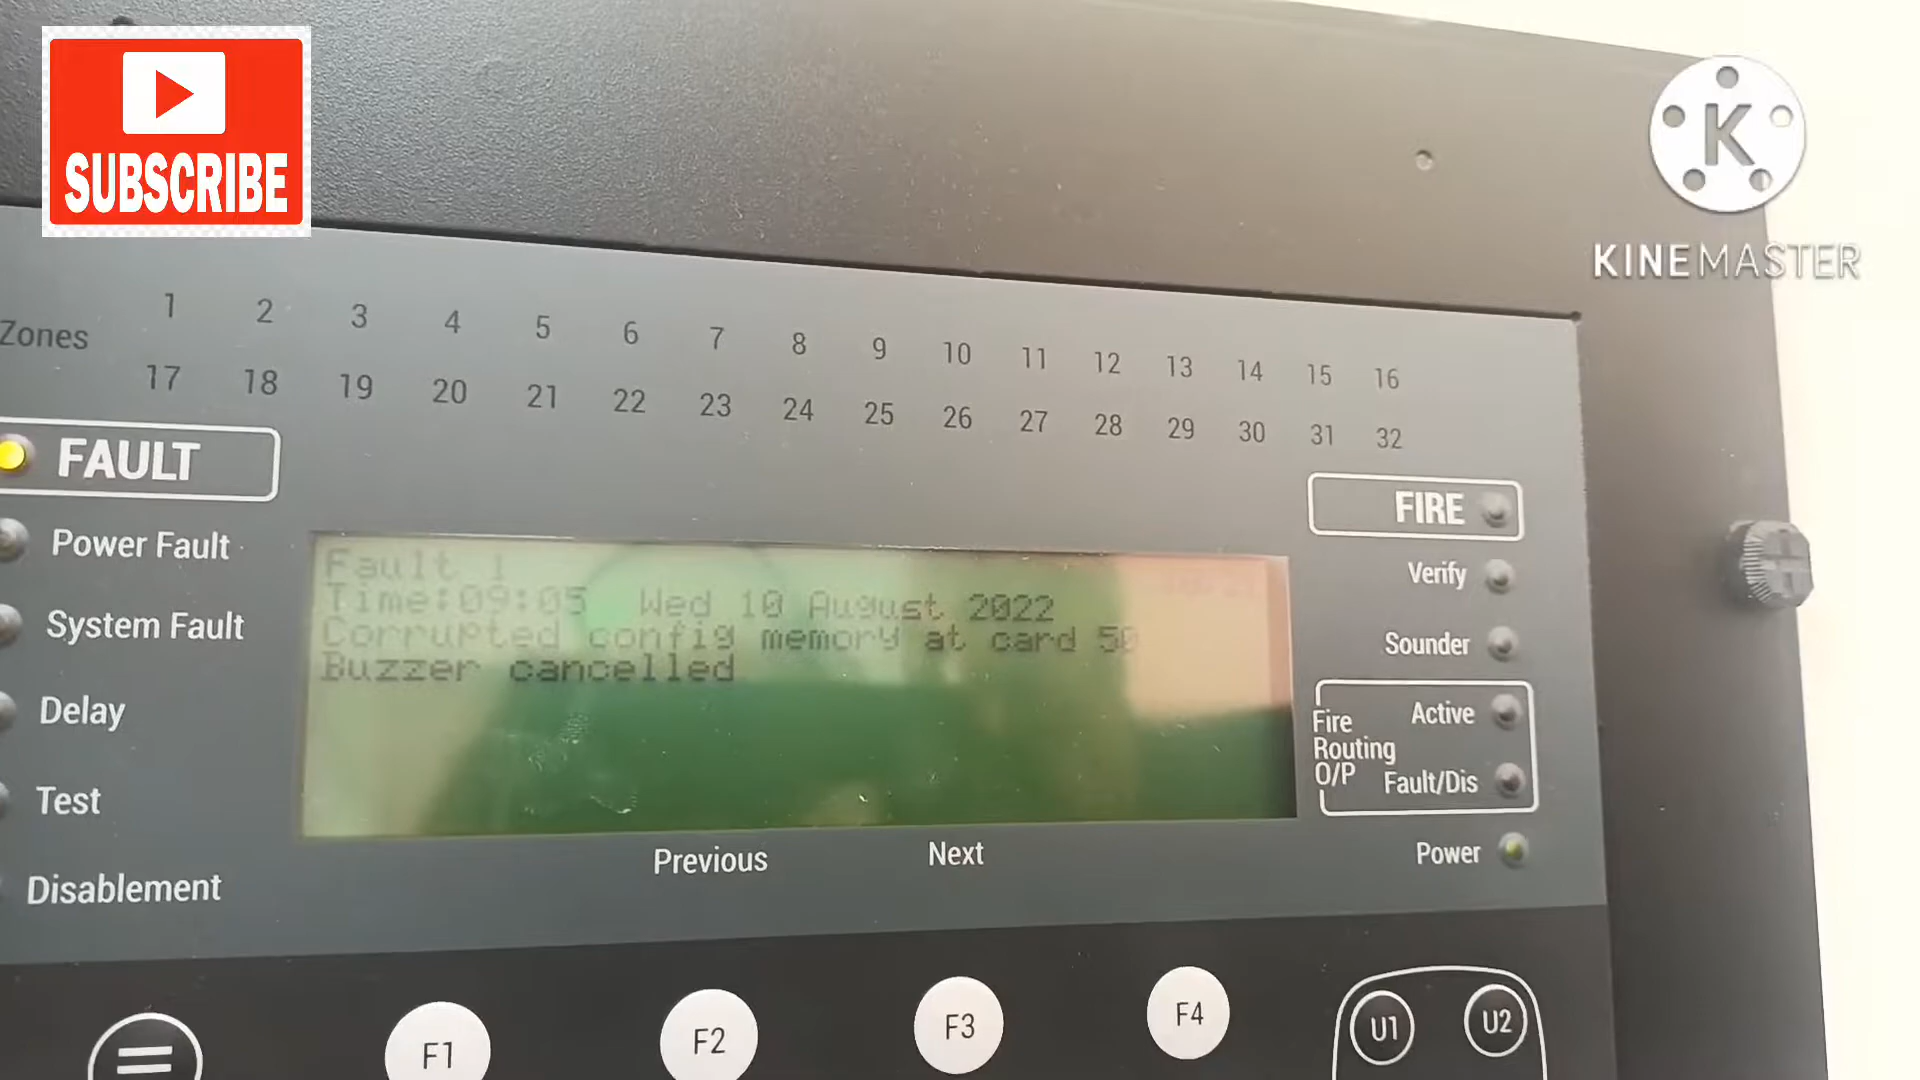 SUBSCRIBE
K
KINEMASTER
Zones 1 2 3 4 5 6 7 8 9 10 11 12 13 14 15 16
17 18 19 20 21 22 23 24 25 26 27 28 29 30 31 32
FAULT
Power Fault
System Fault
Delay
Test
Disablement
Fault 1
Time:09:05 Wed 10 August 2022
Corrupted config memory at card 50
Buzzer cancelled
Previous Next
FIRE
Verify
Sounder
Fire Routing O/P
Active
Fault/Dis
Power
F1 F2 F3 F4 U1 U2